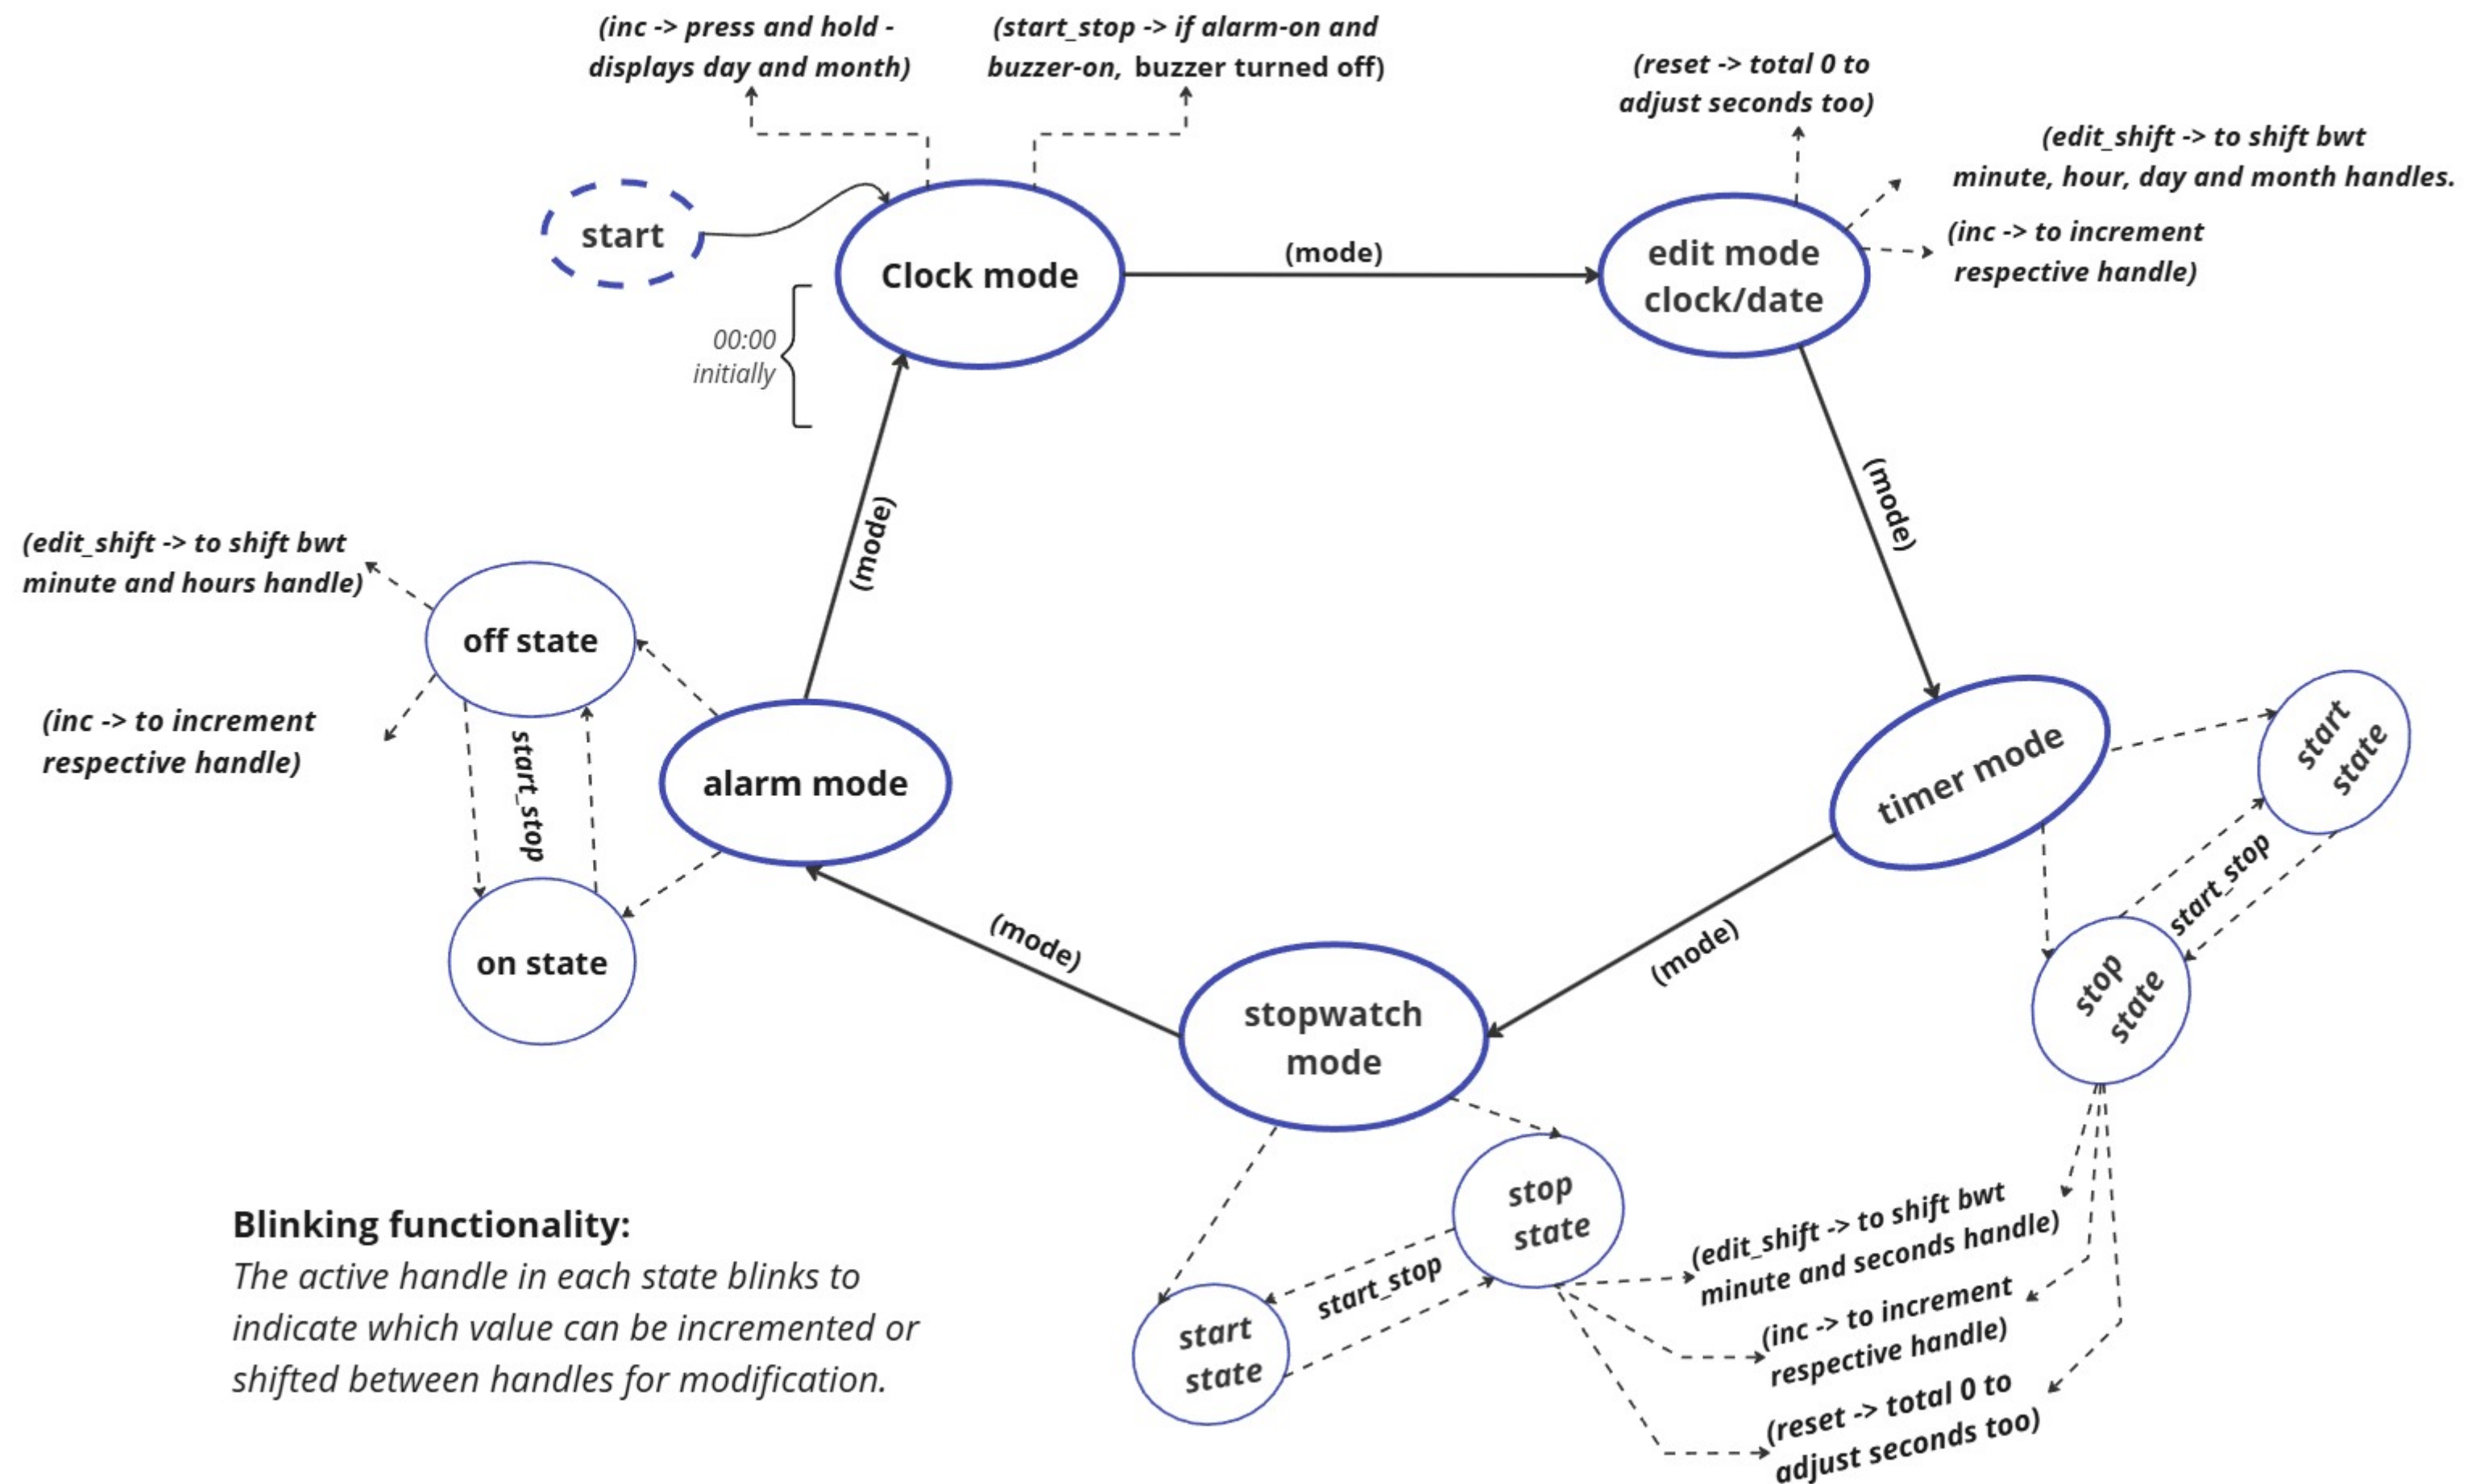 (inc -> press and hold -
displays day and month)
(start_stop -> if alarm-on and
buzzer-on, buzzer turned off)
(reset -> total 0 to
adjust seconds too)
(edit_shift -> to shift bwt
minute, hour, day and month handles.
(inc -> to increment
respective handle)
start
Clock mode
(mode)
edit mode
clock/date
00:00
initially
(mode)
(mode)
(edit_shift -> to shift bwt
minute and hours handle)
off state
(inc -> to increment
respective handle)
start_stop
alarm mode
on state
timer mode
start
state
start_stop
stop
state
(mode)
(mode)
stopwatch
mode
stop
state
start_stop
start
state
(edit_shift -> to shift bwt
minute and seconds handle)
(inc -> to increment
respective handle)
(reset -> total 0 to
adjust seconds too)
Blinking functionality:
The active handle in each state blinks to
indicate which value can be incremented or
shifted between handles for modification.